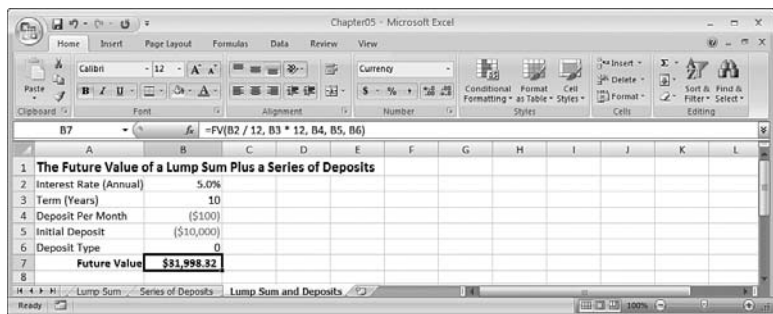 Chapter05 - Microsoft Excel
Home Insert Page Layout Formulas Data Review View
Paste
Calibri 12 A A
B I U A
Currency
$ % ,
Conditional Formatting
Format as Table
Cell Styles
Insert
Delete
Format
Σ
Sort & Filter
Find & Select
Clipboard Font Alignment Number Styles Cells Editing
B7 fx =FV(B2 / 12, B3 * 12, B4, B5, B6)
A B C D E F G H I J K L
1 The Future Value of a Lump Sum Plus a Series of Deposits
2 Interest Rate (Annual) 5.0%
3 Term (Years) 10
4 Deposit Per Month ($100)
5 Initial Deposit ($10,000)
6 Deposit Type 0
7 Future Value $31,998.32
8
Lump Sum Series of Deposits Lump Sum and Deposits
Ready 100%